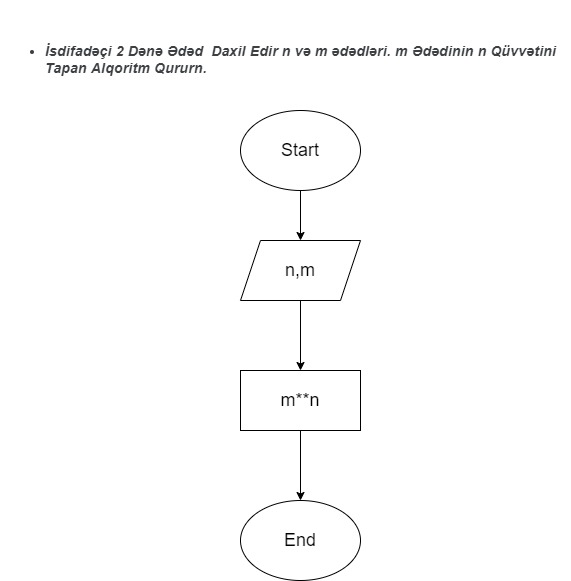 • İsdifadəçi 2 Dənə Ədəd Daxil Edir n və m ədədləri. m Ədədinin n Qüvvətini
Tapan Alqoritm Qururn.
Start
n,m
m**n
End